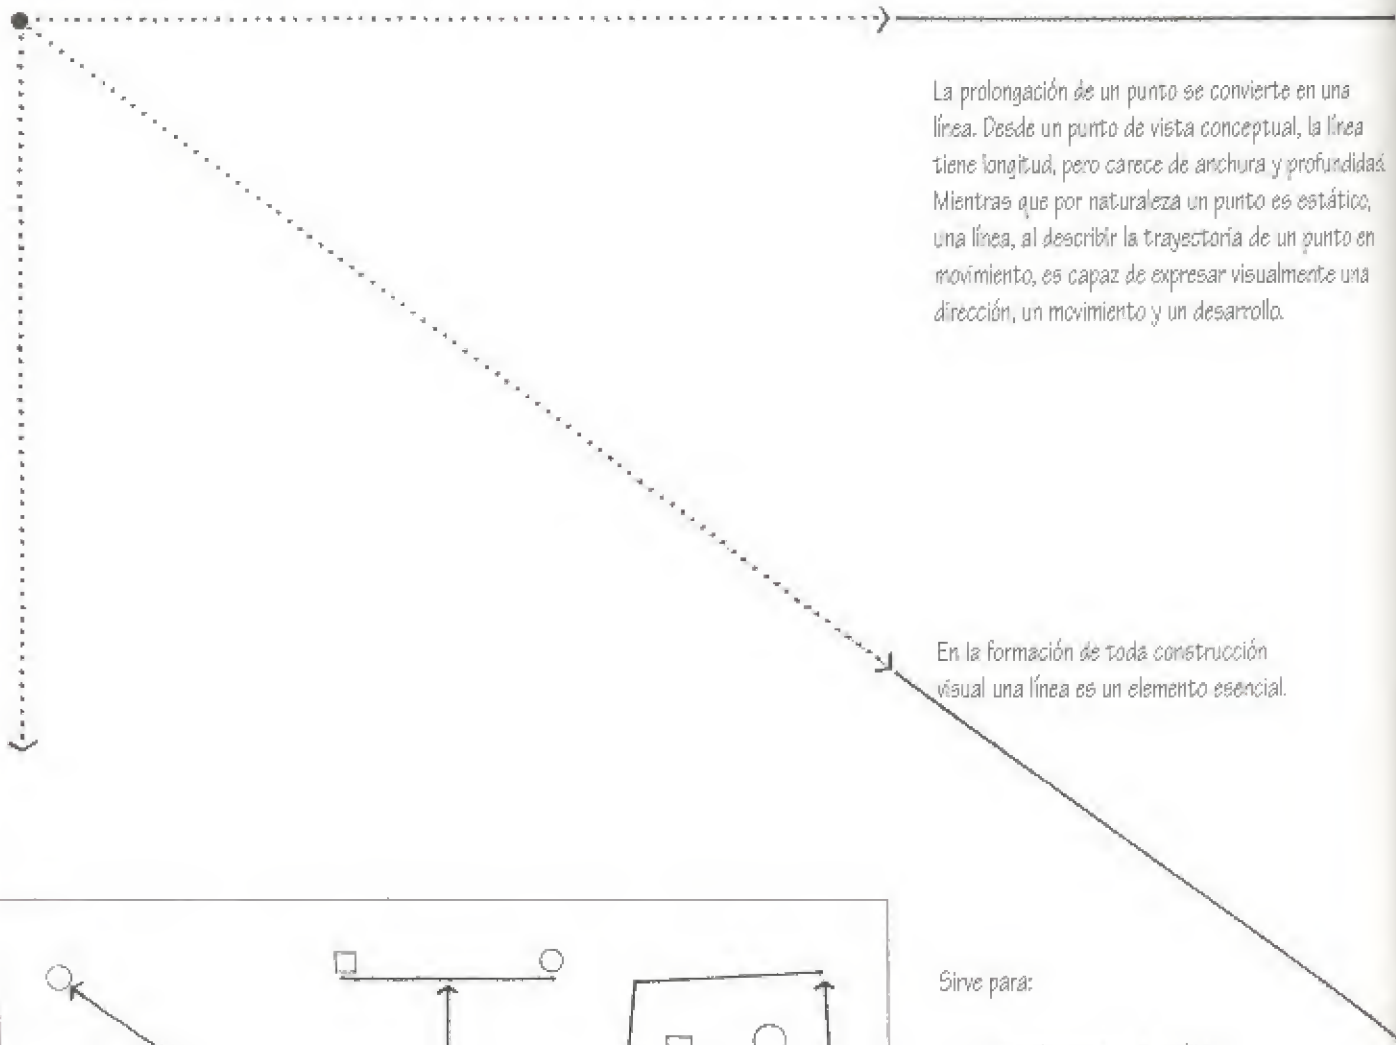 La prolongación de un punto se convierte en una
línea. Desde un punto de vista conceptual, la línea
tiene longitud, pero carece de anchura y profundidad.
Mientras que por naturaleza un punto es estático,
una línea, al describir la trayectoria de un punto en
movimiento, es capaz de expresar visualmente una
dirección, un movimiento y un desarrollo.
En la formación de toda construcción
visual una línea es un elemento esencial.
Sirve para: